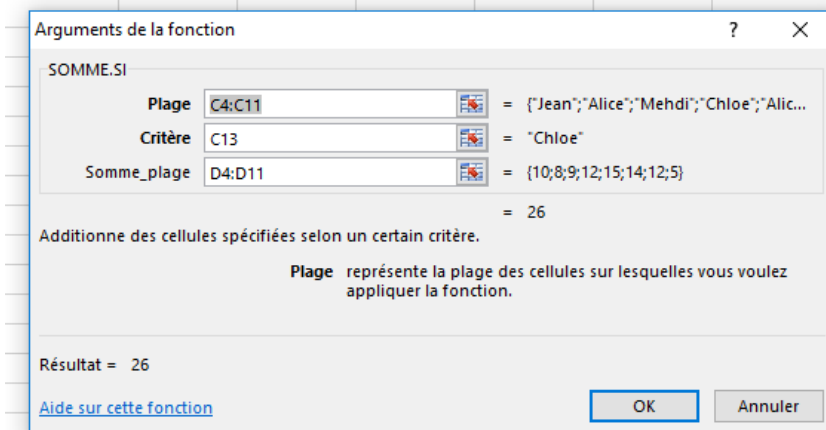 Arguments de la fonction ? ×
SOMME.SI
Plage C4:C11 = {"Jean";"Alice";"Mehdi";"Chloe";"Alic...
Critère C13 = "Chloe"
Somme_plage D4:D11 = {10;8;9;12;15;14;12;5}
= 26
Additionne des cellules spécifiées selon un certain critère.
Plage représente la plage des cellules sur lesquelles vous voulez
appliquer la fonction.
Résultat = 26
Aide sur cette fonction OK Annuler